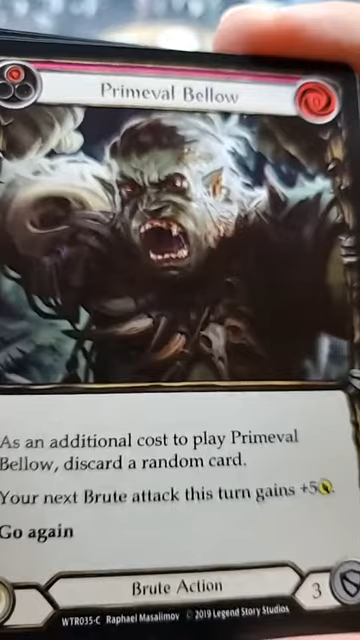 Primeval Bellow
As an additional cost to play Primeval
Bellow, discard a random card.
Your next Brute attack this turn gains +5
Go again
Brute Action
3
WTR035-C Raphael Masalimov © 2019 Legend Story Studios